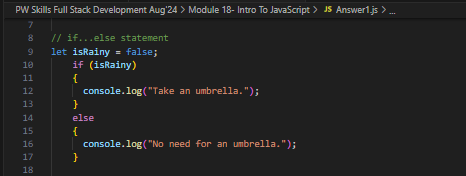 PW Skills Full Stack Development Aug'24 > Module 18- Intro To JavaScript > JS Answer1.js > ...
7
8 // if...else statement
9 let isRainy = false;
10 if (isRainy)
11 {
12 console.log("Take an umbrella.");
13 }
14 else
15 {
16 console.log("No need for an umbrella.");
17 }
18